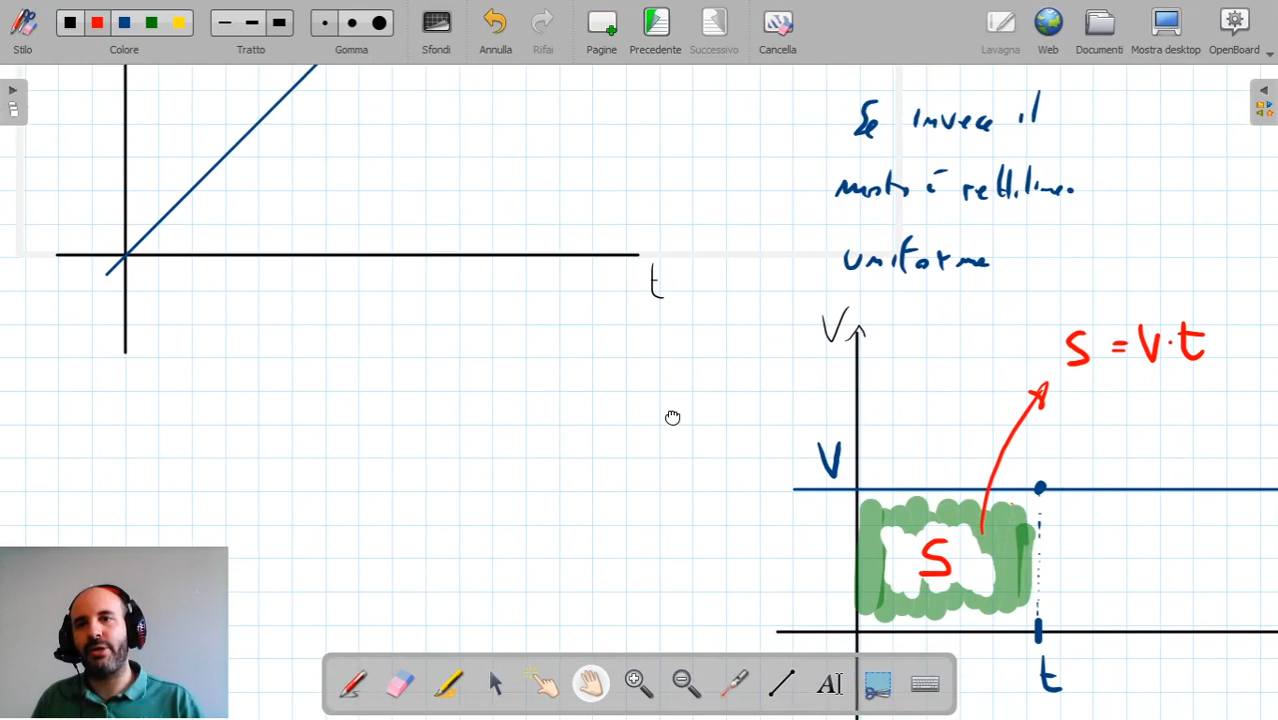 Stilo
Colore
Tratto
Gomma
Sfondi
Annulla
Rifai
Pagine
Precedente
Successivo
Cancella
Lavagna
Web
Documenti
Mostra desktop
OpenBoard
Se invece il
moto è rettilineo
uniforme
t
V
S = V·t
V
S
t
AI